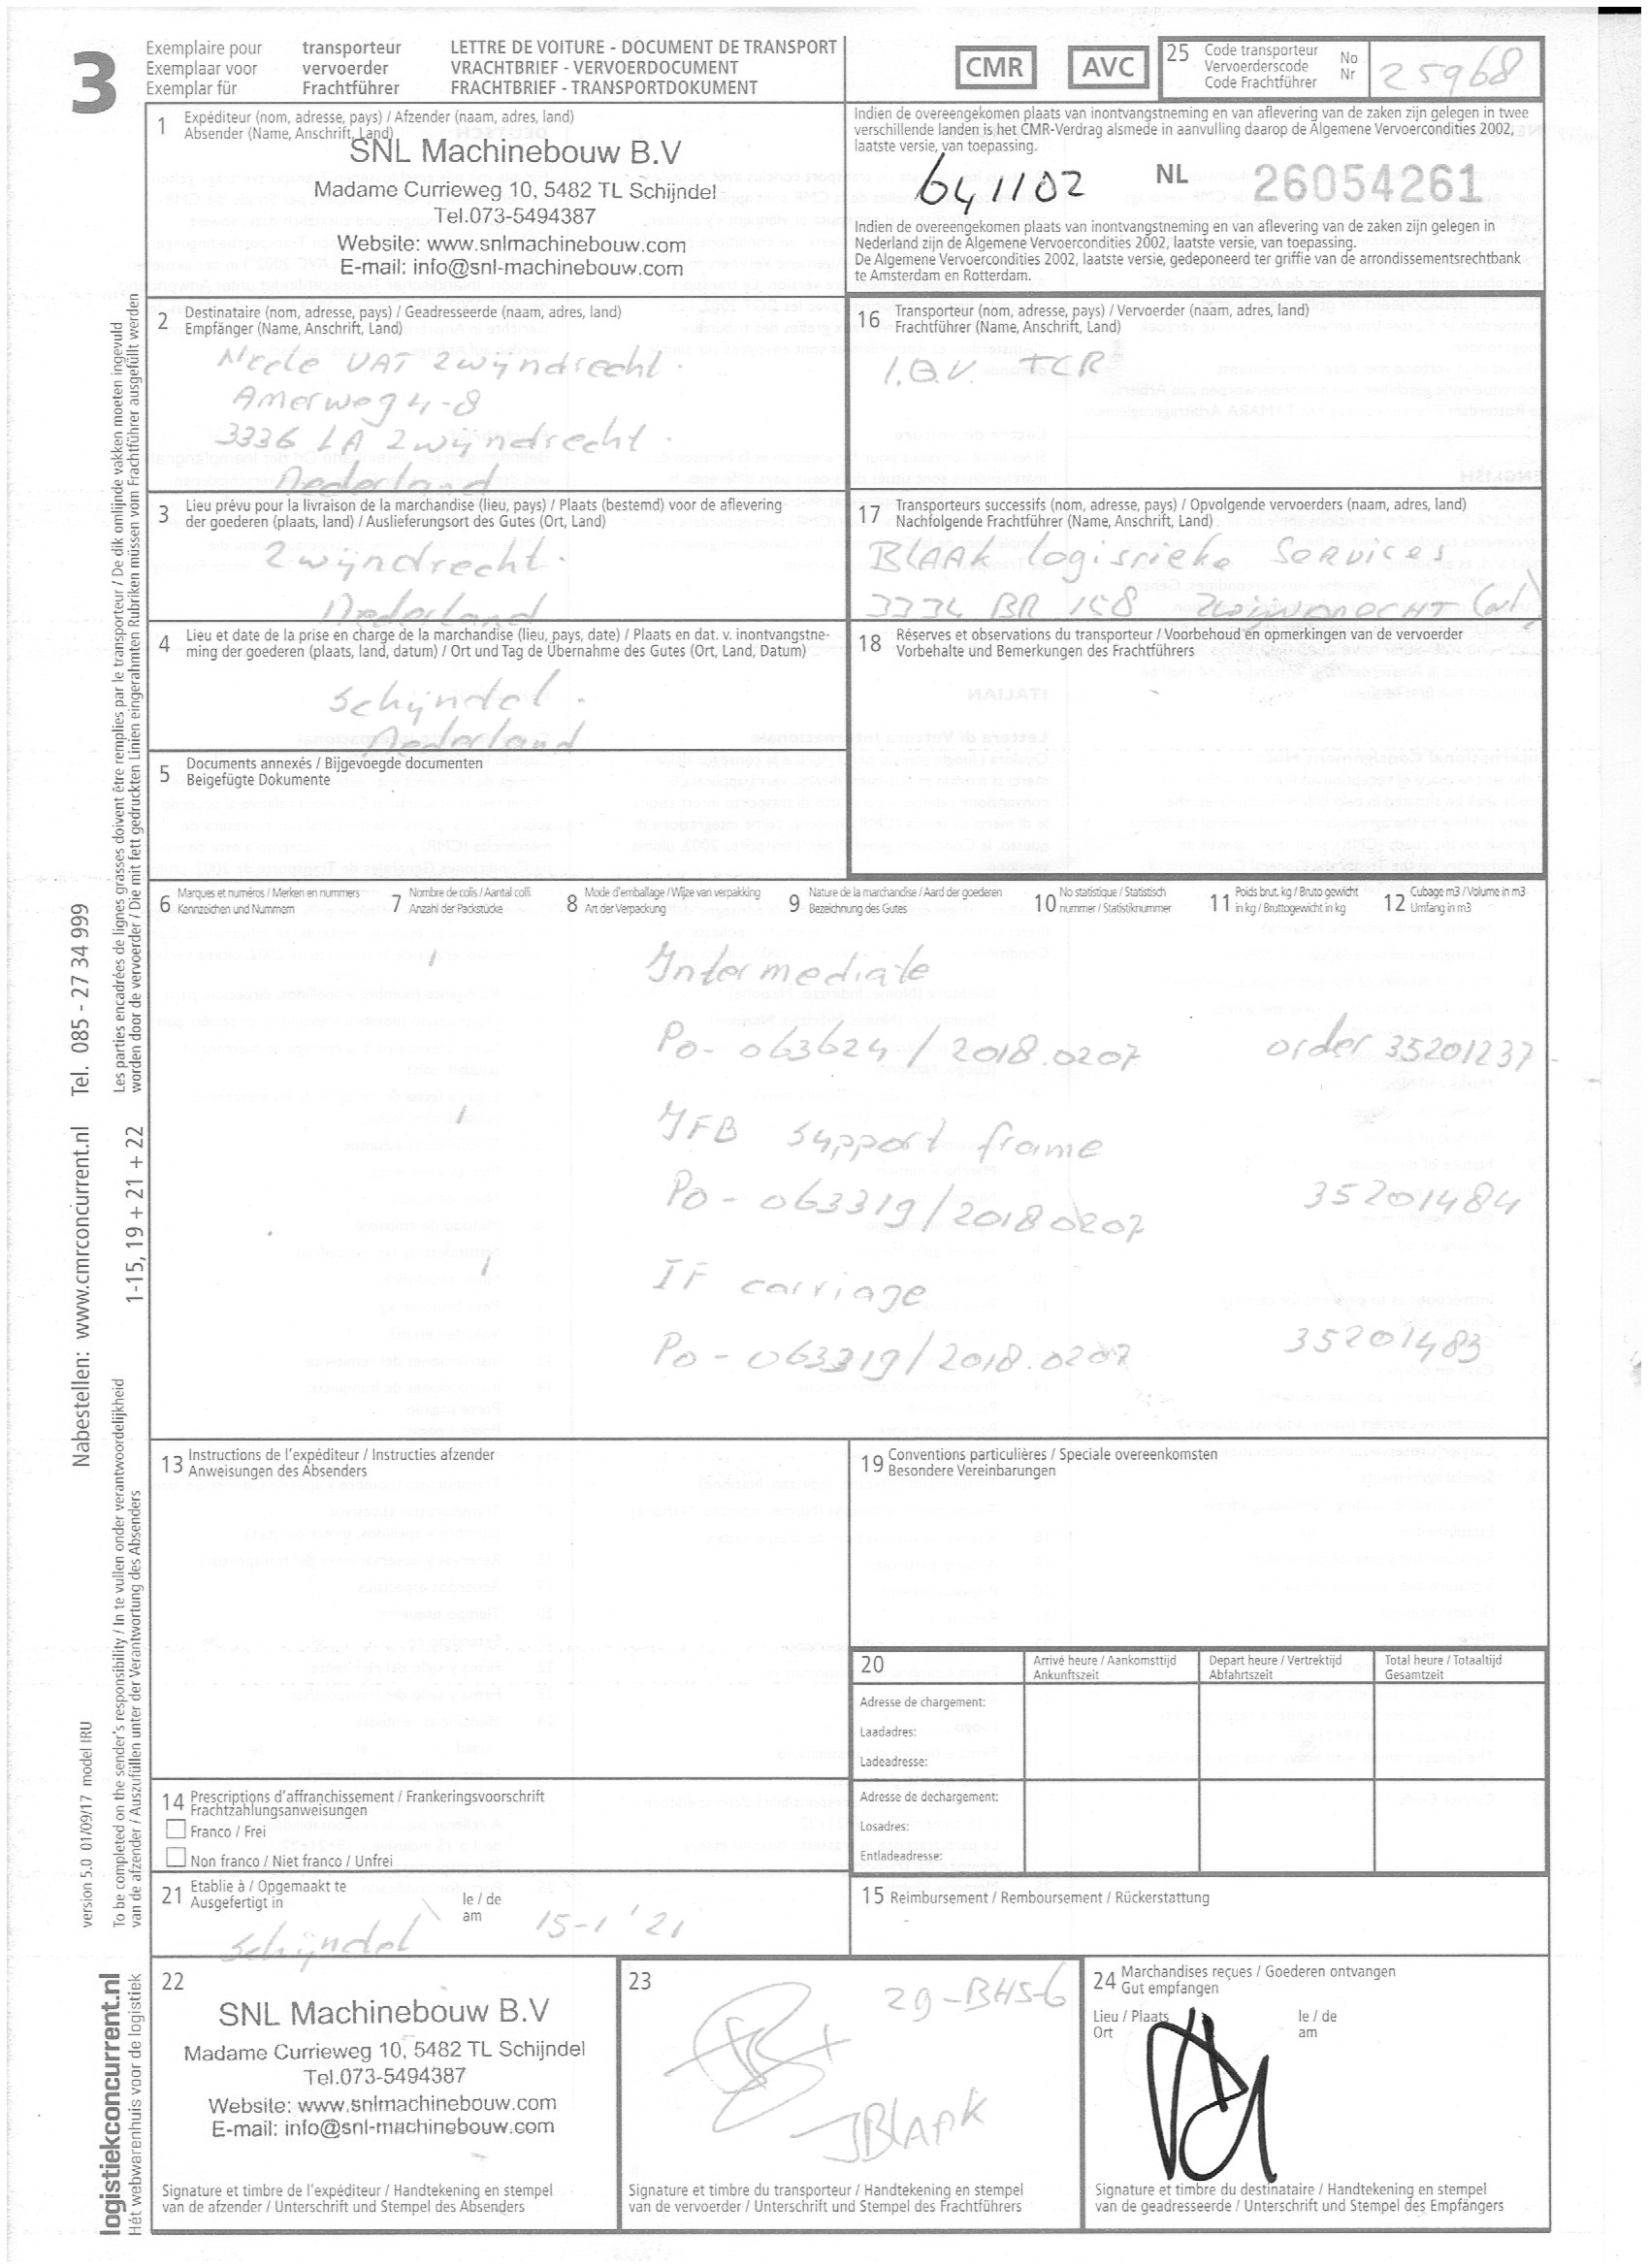 3
Exemplaire pour transporteur
Exemplaar voor vervoerder
Exemplar für Frachtführer
LETTRE DE VOITURE - DOCUMENT DE TRANSPORT
VRACHTBRIEF - VERVOERDOCUMENT
FRACHTBRIEF - TRANSPORTDOKUMENT
CMR
AVC
25 Code transporteur
Vervoerderscode
Code Frachtführer
No
Nr
25968
1 Expéditeur (nom, adresse, pays) / Afzender (naam, adres, land)
Absender (Name, Anschrift, Land)
SNL Machinebouw B.V
Madame Currieweg 10, 5482 TL Schijndel
Tel.073-5494387
Website: www.snlmachinebouw.com
E-mail: info@snl-machinebouw.com
Indien de overeengekomen plaats van inontvangstneming en van aflevering van de zaken zijn gelegen in twee
verschillende landen is het CMR-Verdrag alsmede in aanvulling daarop de Algemene Vervoercondities 2002,
laatste versie, van toepassing.
641102
NL 26054261
Indien de overeengekomen plaats van inontvangstneming en van aflevering van de zaken zijn gelegen in
Nederland zijn de Algemene Vervoercondities 2002, laatste versie, van toepassing.
De Algemene Vervoercondities 2002, laatste versie, gedeponeerd ter griffie van de arrondissementsrechtbank
te Amsterdam en Rotterdam.
2 Destinataire (nom, adresse, pays) / Geadresseerde (naam, adres, land)
Empfänger (Name, Anschrift, Land)
VAT Zwijndrecht.
Amerweg 4-8
3336 LA Zwijndrecht.
Nederland
16 Transporteur (nom, adresse, pays) / Vervoerder (naam, adres, land)
Frachtführer (Name, Anschrift, Land)
I.O.V. TCR
3 Lieu prévu pour la livraison de la marchandise (lieu, pays) / Plaats (bestemd) voor de aflevering
der goederen (plaats, land) / Auslieferungsort des Gutes (Ort, Land)
Zwijndrecht.
Nederland
17 Transporteurs successifs (nom, adresse, pays) / Opvolgende vervoerders (naam, adres, land)
Nachfolgende Frachtführer (Name, Anschrift, Land)
BLAAK Logistieke Services
3334 BR 158 Zwijndrecht (NL)
4 Lieu et date de la prise en charge de la marchandise (lieu, pays, date) / Plaats en dat. v. inontvangstne-
ming der goederen (plaats, land, datum) / Ort und Tag de Übernahme des Gutes (Ort, Land, Datum)
Schijndel.
Nederland
18 Réserves et observations du transporteur / Voorbehoud en opmerkingen van de vervoerder
Vorbehalte und Bemerkungen des Frachtführers
5 Documents annexés / Bijgevoegde documenten
Beigefügte Dokumente
6 Marques et numéros / Merken en nummers
Kennzeichen und Nummern
7 Nombre de colis / Aantal colli
Anzahl der Packstücke
8 Mode d'emballage / Wijze van verpakking
Art der Verpackung
9 Nature de la marchandise / Aard der goederen
Bezeichnung des Gutes
10 No statistique / Statistisch
nummer / Statistiknummer
11 Poids brut. kg / Bruto gewicht
in kg / Bruttogewicht in kg
12 Cubage m3 / Volume in m3
Umfang in m3
1 Intermediate
Po- 063624 / 2018.0207 order 35201237
1 IFB support frame
Po - 063319/2018 0207 35201484
1 IF carriage
Po - 063319/2018.0207 35201483
13 Instructions de l'expéditeur / Instructies afzender
Anweisungen des Absenders
19 Conventions particulières / Speciale overeenkomsten
Besondere Vereinbarungen
20 Arrivé heure / Aankomsttijd
Ankunftszeit
Depart heure / Vertrektijd
Abfahrtszeit
Total heure / Totaaltijd
Gesamtzeit
Adresse de chargement:
Laadadres:
Ladeadresse:
Adresse de dechargement:
Losadres:
Entladeadresse:
14 Prescriptions d'affranchissement / Frankeringsvoorschrift
Frachtzahlungsanweisungen
Franco / Frei
Non franco / Niet franco / Unfrei
21 Etablie à / Opgemaakt te
Ausgefertigt in
le / de
am
Schijndel 15-1 '21
15 Reimbursement / Remboursement / Rückerstattung
22
SNL Machinebouw B.V
Madame Currieweg 10, 5482 TL Schijndel
Tel.073-5494387
Website: www.snlmachinebouw.com
E-mail: info@snl-machinebouw.com
Signature et timbre de l'expéditeur / Handtekening en stempel
van de afzender / Unterschrift und Stempel des Absenders
23
29-BHS-6
JBlaak
Signature et timbre du transporteur / Handtekening en stempel
van de vervoerder / Unterschrift und Stempel des Frachtführers
24 Marchandises reçues / Goederen ontvangen
Gut empfangen
Lieu / Plaats
Ort
le / de
am
Signature et timbre du destinataire / Handtekening en stempel
van de geadresseerde / Unterschrift und Stempel des Empfängers
Les parties encadrées de lignes grasses doivent être remplies par le transporteur / De dik omlijnde vakken moeten ingevuld
worden door de vervoerder / Die mit fett gedruckten Linien eingerahmten Rubriken müssen vom Frachtführer ausgefüllt werden
Nabestellen: www.cmrconcurrent.nl Tel. 085 - 27 34 999
1-15, 19 + 21 + 22
version 5.0 01/09/17 model IRU
To be completed on the sender's responsibility / In te vullen onder verantwoordelijkheid
van de afzender / Auszufüllen unter der Verantwortung des Absenders
logistiekconcurrent.nl
Hét webwarenhuis voor de logistiek